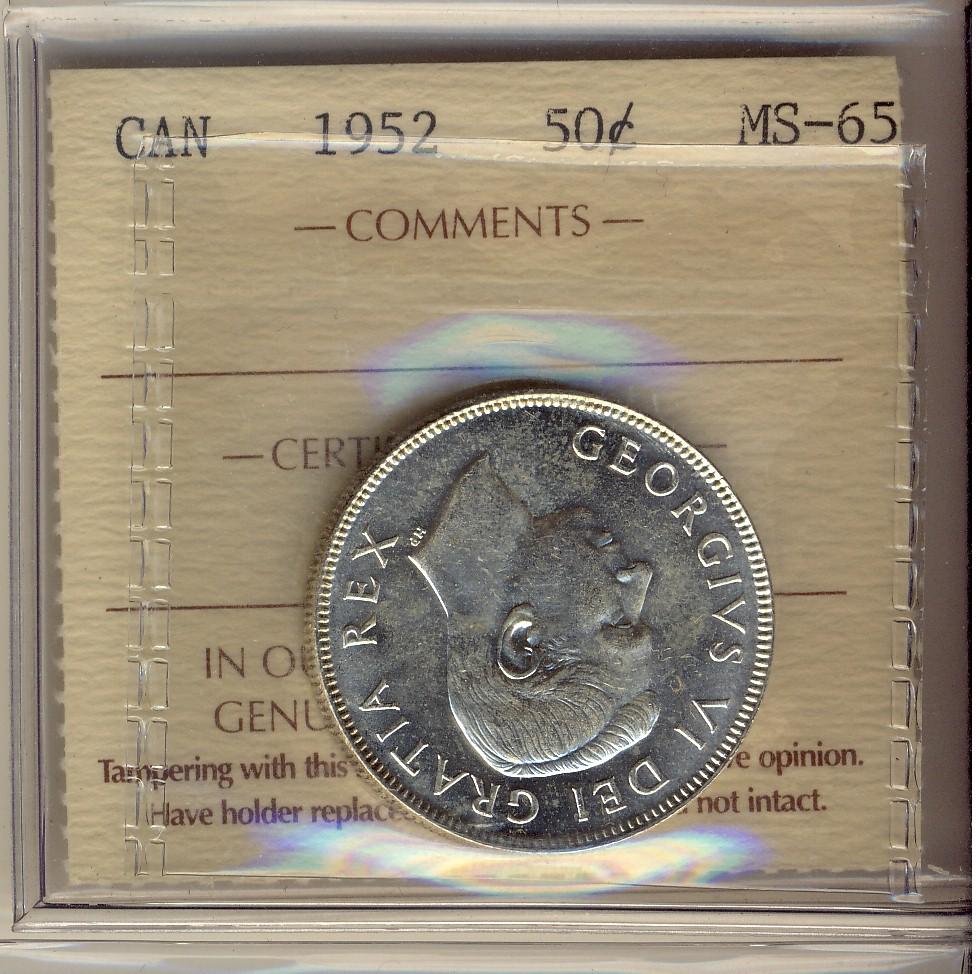 CAN 1952 50¢ MS-65
— COMMENTS —
— CERTI —
IN OU
GENU
Tampering with this e opinion.
Have holder replace not intact.
GEORGIVS VI DEI GRATIA REX
HP